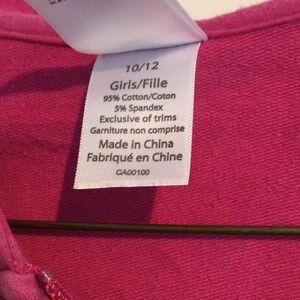 10/12
Girls/Fille
95% Cotton/Coton
5% Spandex
Exclusive of trims
Garniture non comprise
Made in China
Fabriqué en Chine
CA00100